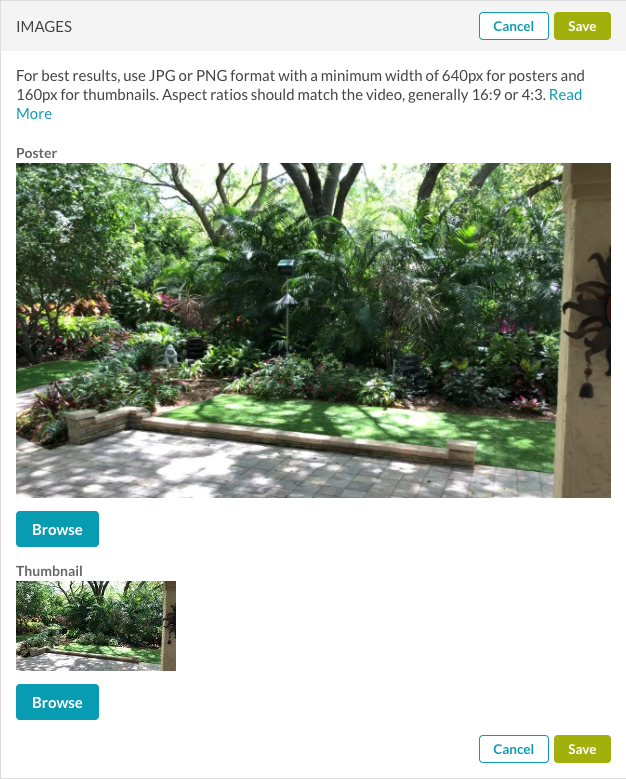 IMAGES
Cancel
Save
For best results, use JPG or PNG format with a minimum width of 640px for posters and
160px for thumbnails. Aspect ratios should match the video, generally 16:9 or 4:3. Read
More
Poster
Browse
Thumbnail
Browse
Cancel
Save